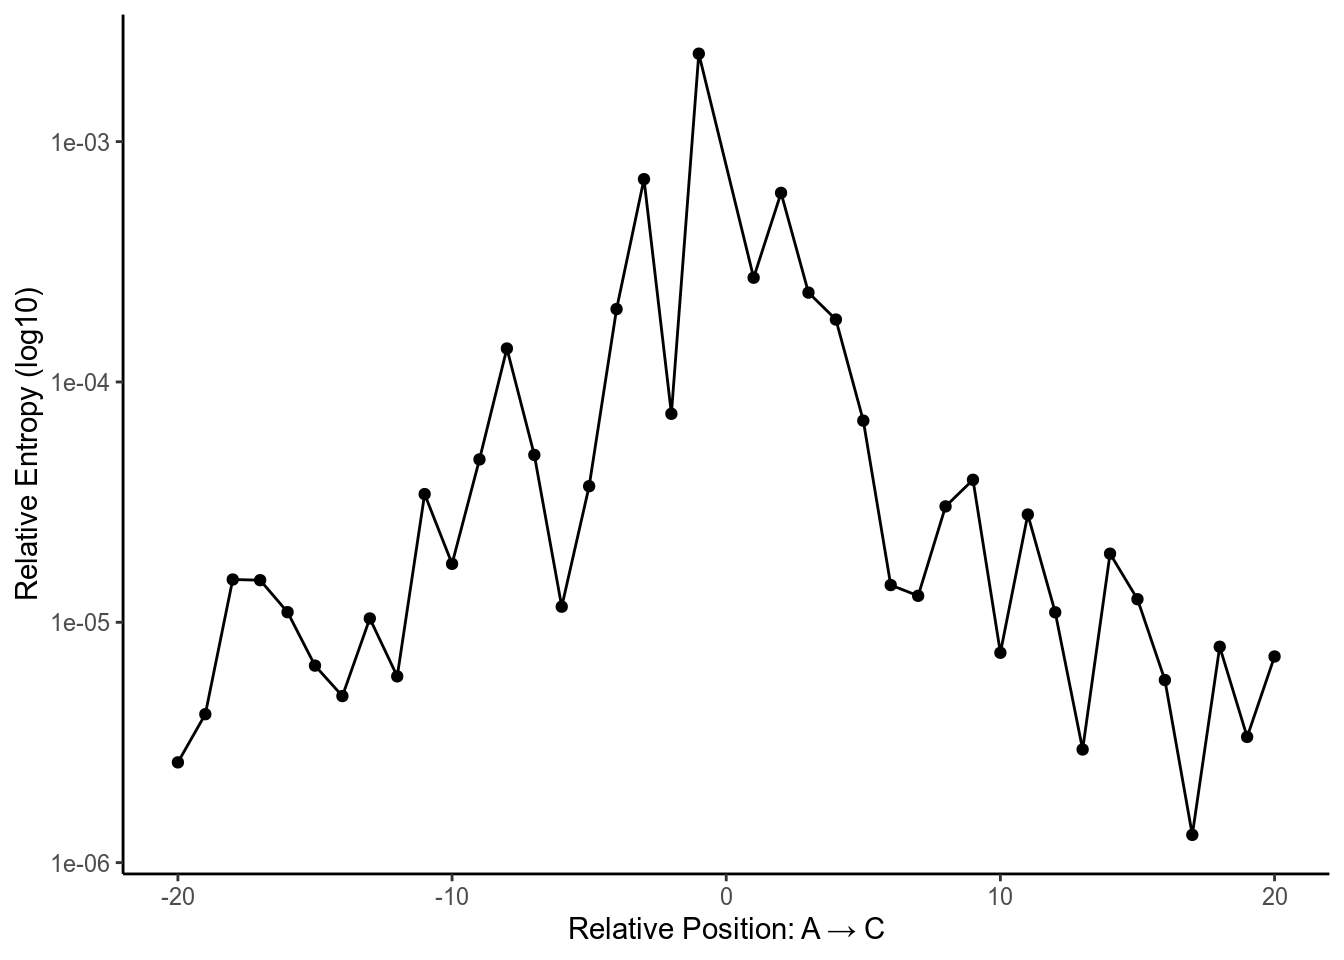 Relative Entropy (log10)
1e-03
1e-04
1e-05
1e-06
-20 -10 0 10 20
Relative Position: A → C